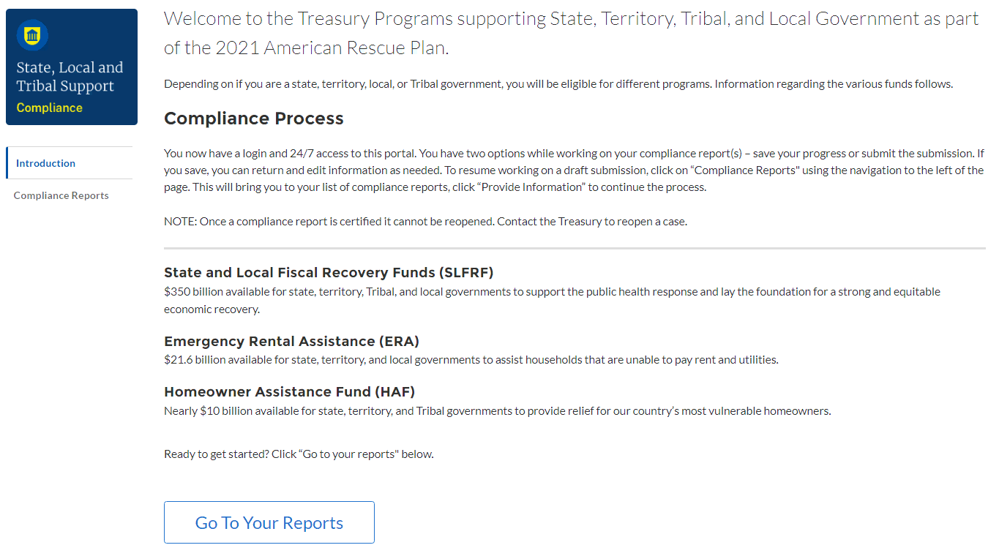 State, Local and
Tribal Support
Compliance
Introduction
Compliance Reports
Welcome to the Treasury Programs supporting State, Territory, Tribal, and Local Government as part
of the 2021 American Rescue Plan.
Depending on if you are a state, territory, local, or Tribal government, you will be eligible for different programs. Information regarding the various funds follows.
Compliance Process
You now have a login and 24/7 access to this portal. You have two options while working on your compliance report(s) – save your progress or submit the submission. If
you save, you can return and edit information as needed. To resume working on a draft submission, click on “Compliance Reports" using the navigation to the left of the
page. This will bring you to your list of compliance reports, click “Provide Information” to continue the process.
NOTE: Once a compliance report is certified it cannot be reopened. Contact the Treasury to reopen a case.
State and Local Fiscal Recovery Funds (SLFRF)
$350 billion available for state, territory, Tribal, and local governments to support the public health response and lay the foundation for a strong and equitable
economic recovery.
Emergency Rental Assistance (ERA)
$21.6 billion available for state, territory, and local governments to assist households that are unable to pay rent and utilities.
Homeowner Assistance Fund (HAF)
Nearly $10 billion available for state, territory, and Tribal governments to provide relief for our country’s most vulnerable homeowners.
Ready to get started? Click “Go to your reports" below.
Go To Your Reports